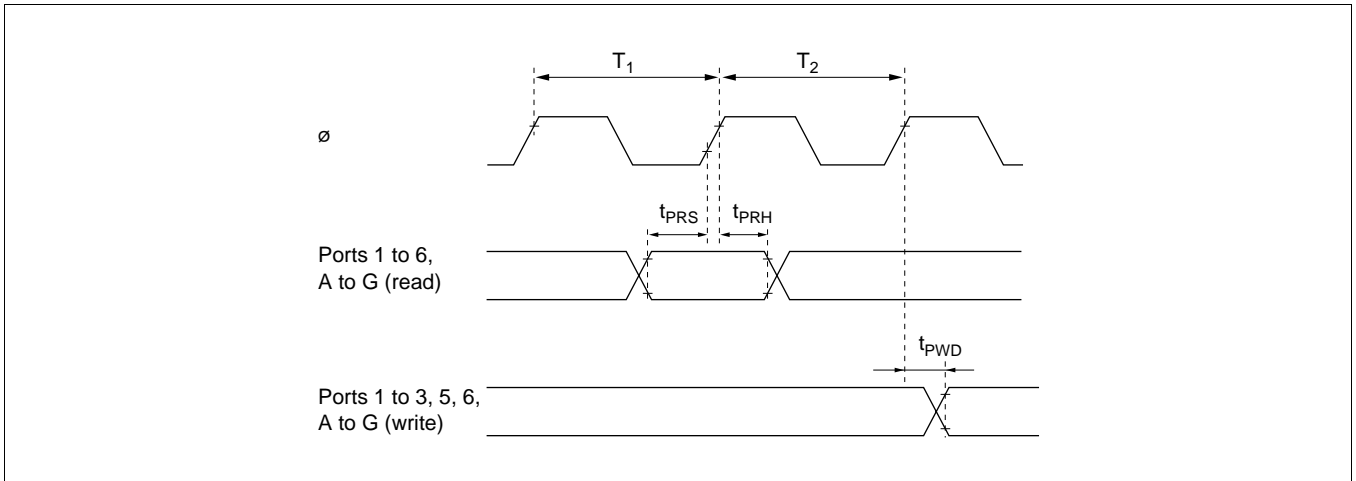 T1 T2
ø
tPRS tPRH
Ports 1 to 6,
A to G (read)
tPWD
Ports 1 to 3, 5, 6,
A to G (write)